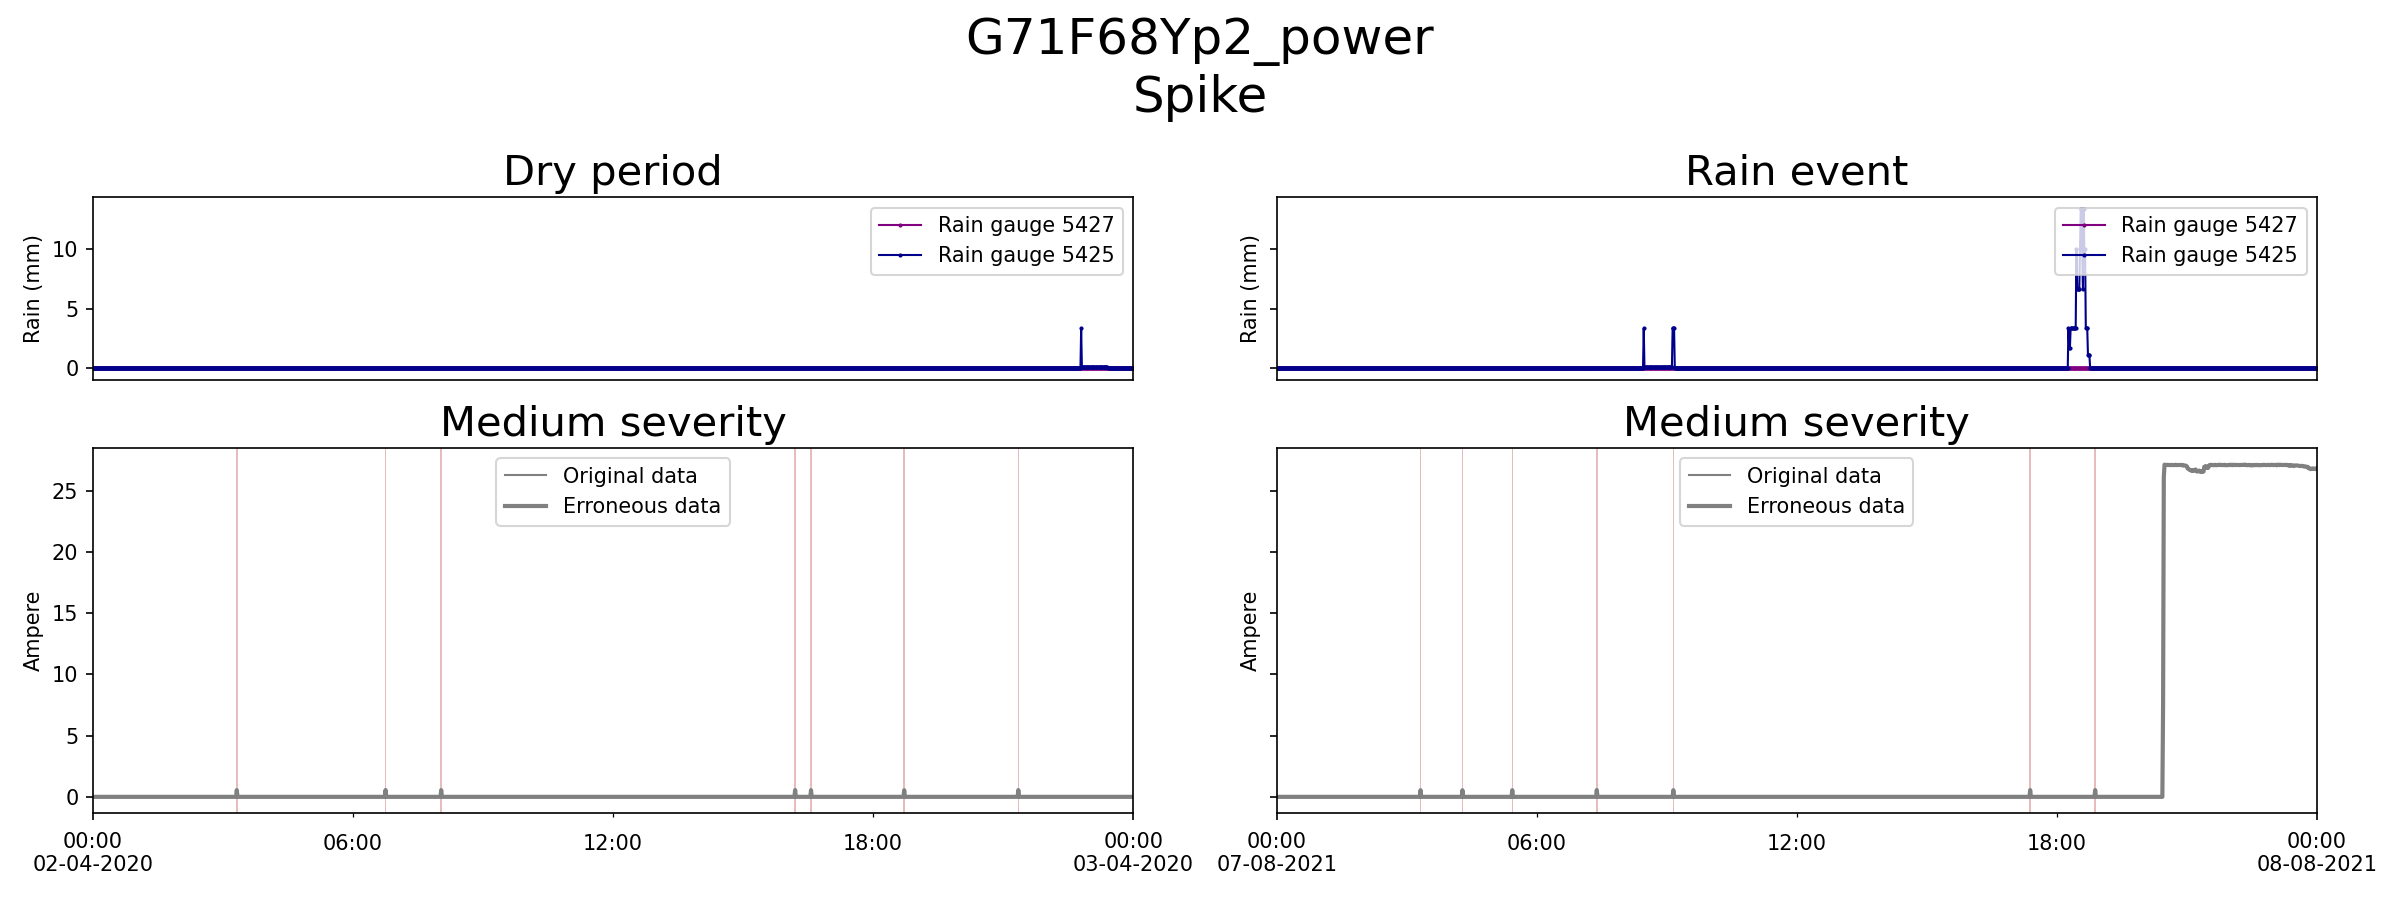 G71F68Yp2_power
Spike
Dry period
Rain event
Rain (mm)
10
5
0
Rain gauge 5427
Rain gauge 5425
Rain (mm)
Rain gauge 5427
Rain gauge 5425
Medium severity
Medium severity
Ampere
25
20
15
10
5
0
Original data
Erroneous data
Ampere
Original data
Erroneous data
00:00
02-04-2020
06:00
12:00
18:00
00:00
03-04-2020
00:00
07-08-2021
06:00
12:00
18:00
00:00
08-08-2021